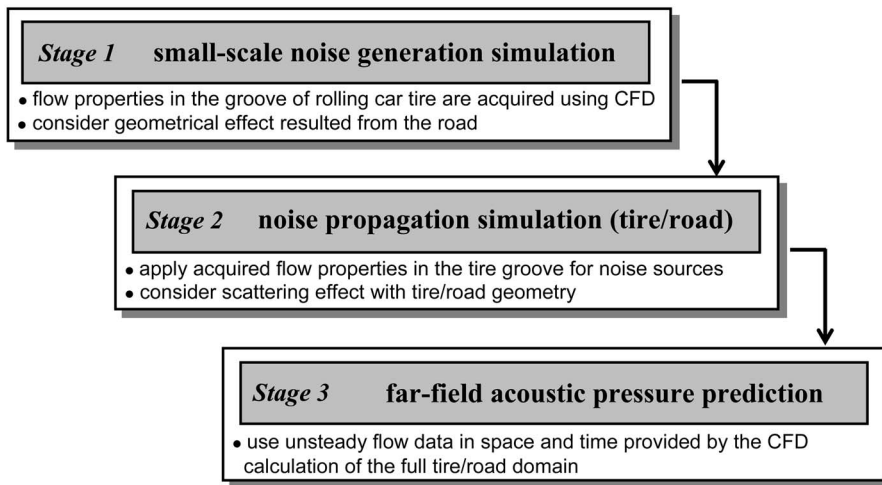 Stage 1 small-scale noise generation simulation
• flow properties in the groove of rolling car tire are acquired using CFD
• consider geometrical effect resulted from the road
Stage 2 noise propagation simulation (tire/road)
• apply acquired flow properties in the tire groove for noise sources
• consider scattering effect with tire/road geometry
Stage 3 far-field acoustic pressure prediction
• use unsteady flow data in space and time provided by the CFD
calculation of the full tire/road domain